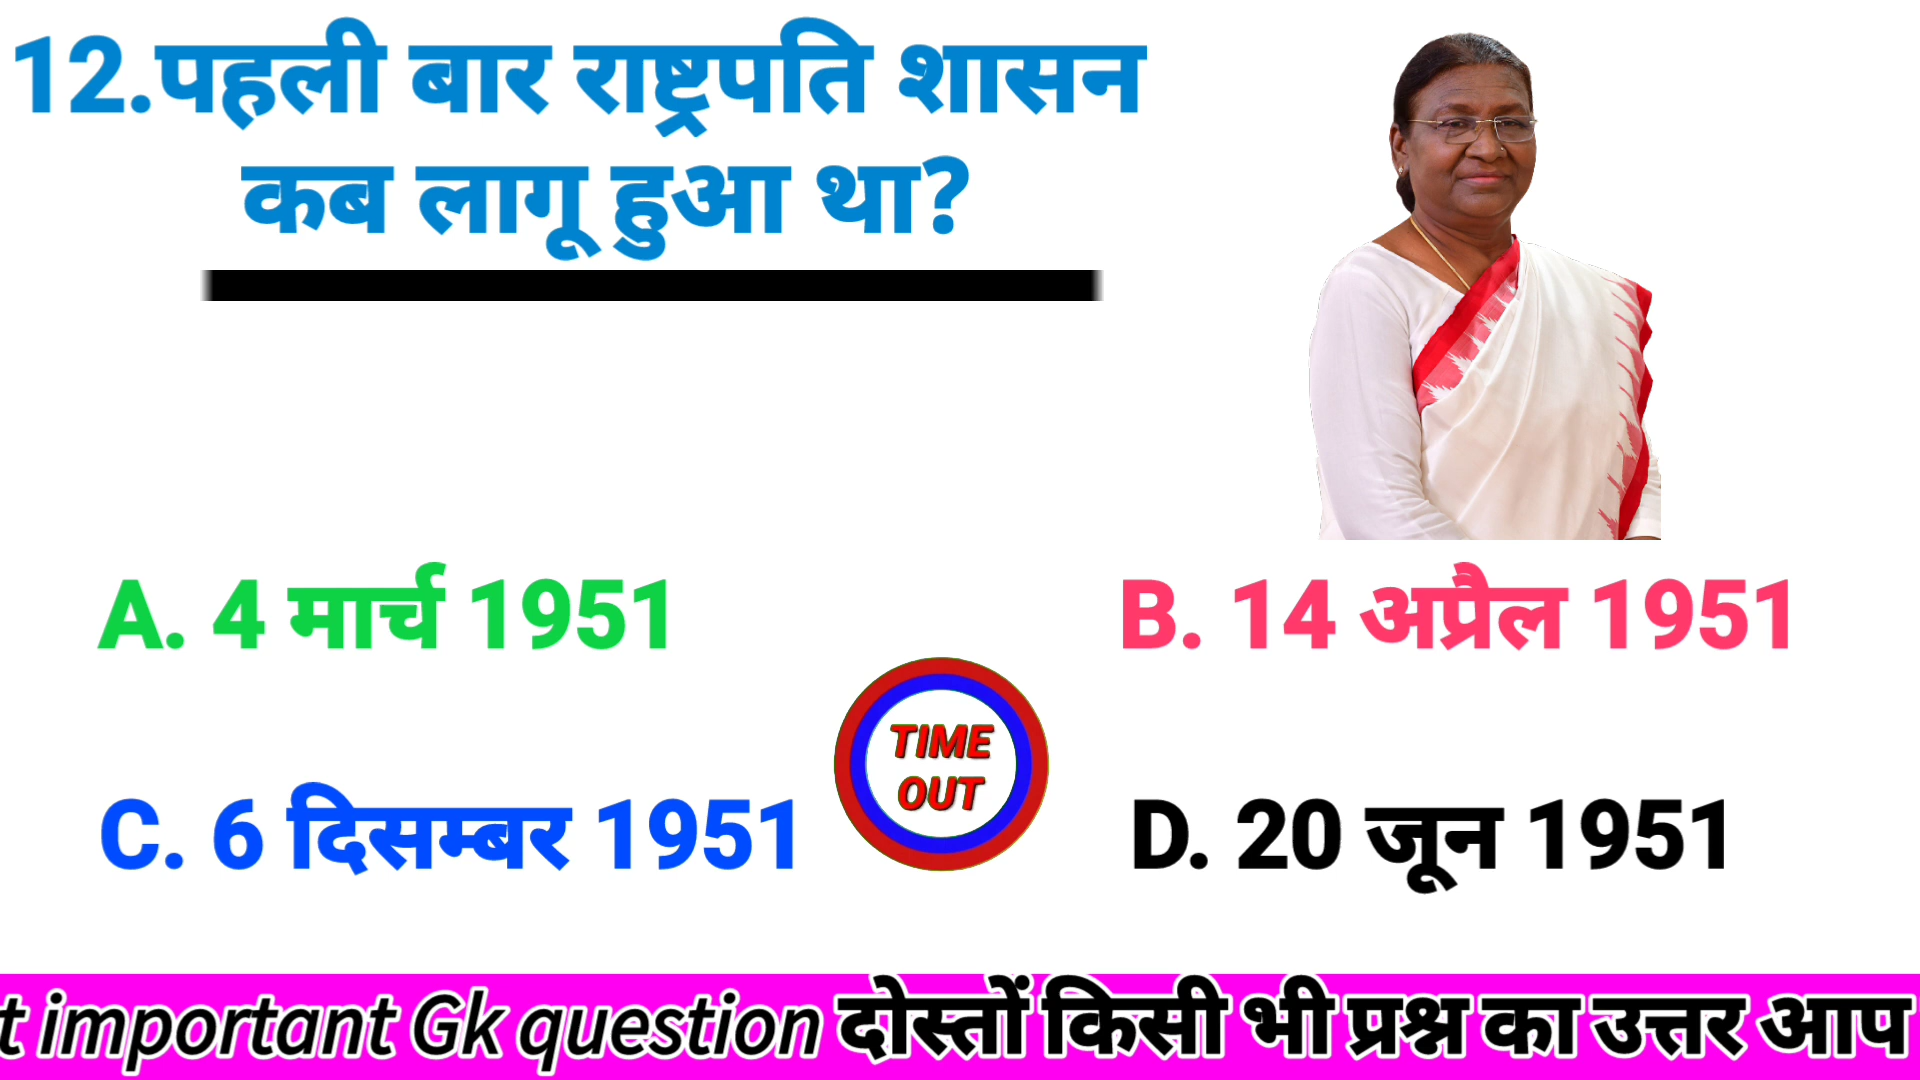 12.पहली बार राष्ट्रपति शासन
कब लागू हुआ था?
A. 4 मार्च 1951
B. 14 अप्रैल 1951
TIME
OUT
C. 6 दिसम्बर 1951
D. 20 जून 1951
t important Gk question दोस्तों किसी भी प्रश्न का उत्तर आप